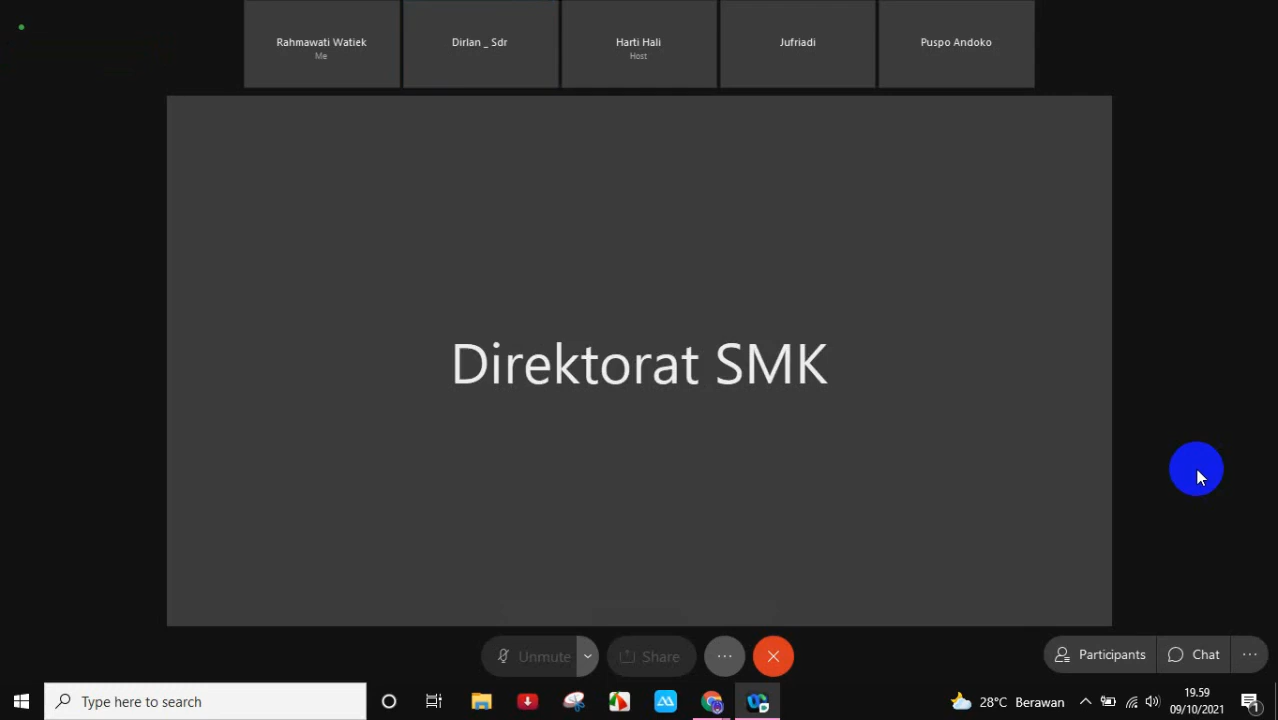 Rahmawati Watiek
Me
Dirlan _ Sdr
Harti Hali
Host
Jufriadi
Puspo Andoko
Direktorat SMK
Unmute
Share
Participants
Chat
Type here to search
28°C Berawan
19.59
09/10/2021
1